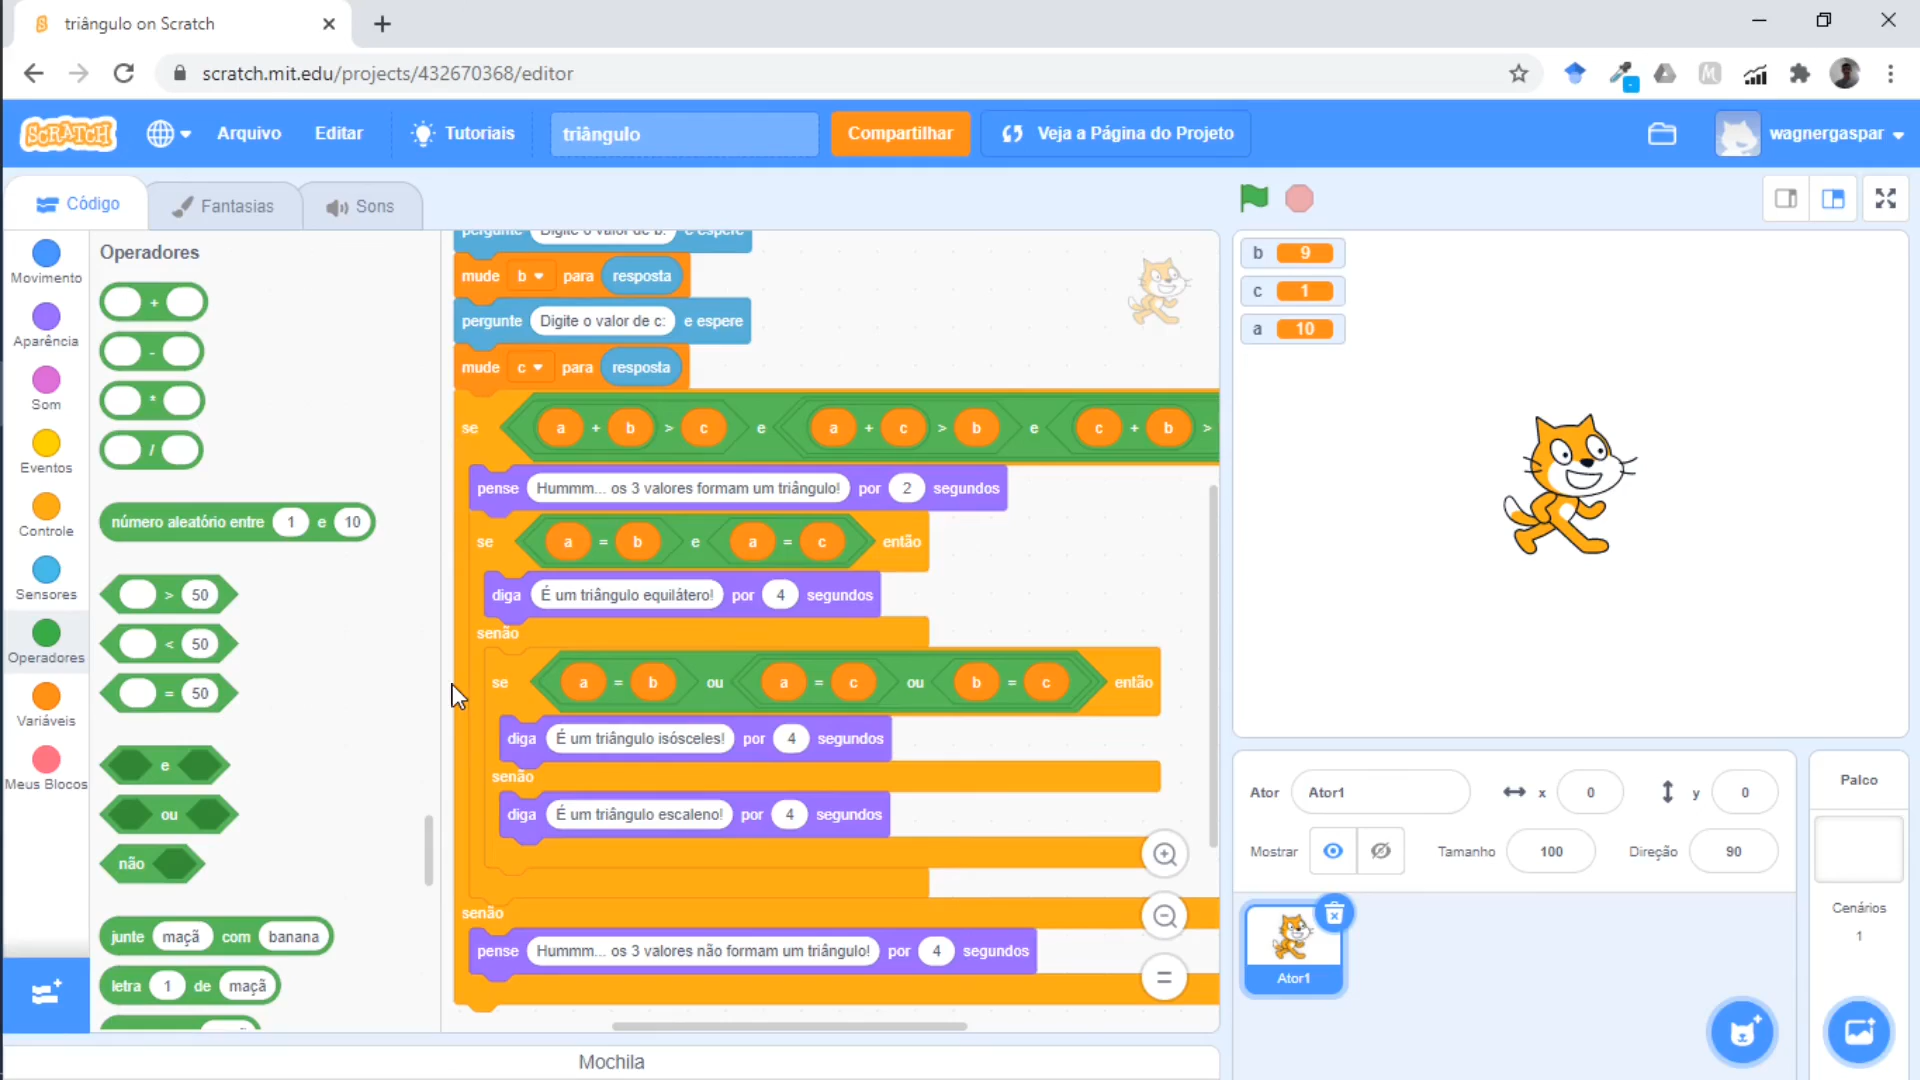 triângulo on Scratch
scratch.mit.edu/projects/432670368/editor
SCRATCH
Arquivo
Editar
Tutoriais
triângulo
Compartilhar
Veja a Página do Projeto
wagnergaspar
Código
Fantasias
Sons
Movimento
Aparência
Som
Eventos
Controle
Sensores
Operadores
Variáveis
Meus Blocos
Operadores
+
-
*
/
número aleatório entre 1 e 10
> 50
< 50
= 50
e
ou
não
junte maçã com banana
letra 1 de maçã
pergunte Digite o valor de b: e espere
mude b para resposta
pergunte Digite o valor de c: e espere
mude c para resposta
se a + b > c e a + c > b e c + b >
pense Hummm... os 3 valores formam um triângulo! por 2 segundos
se a = b e a = c então
diga É um triângulo equilátero! por 4 segundos
senão
se a = b ou a = c ou b = c então
diga É um triângulo isósceles! por 4 segundos
senão
diga É um triângulo escaleno! por 4 segundos
senão
pense Hummm... os 3 valores não formam um triângulo! por 4 segundos
Mochila
b 9
c 1
a 10
Ator Ator1 x 0 y 0
Mostrar Tamanho 100 Direção 90
Ator1
Palco
Cenários
1